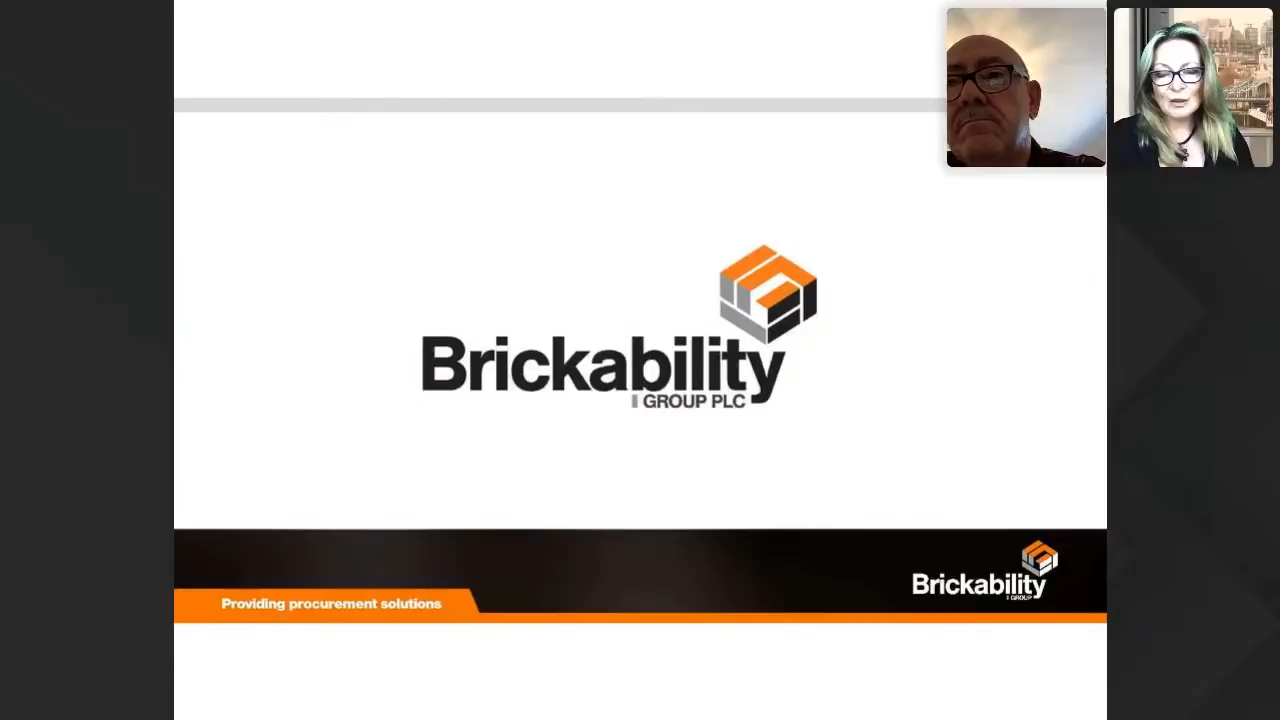 Brickability
GROUP PLC
Providing procurement solutions
Brickability
GROUP